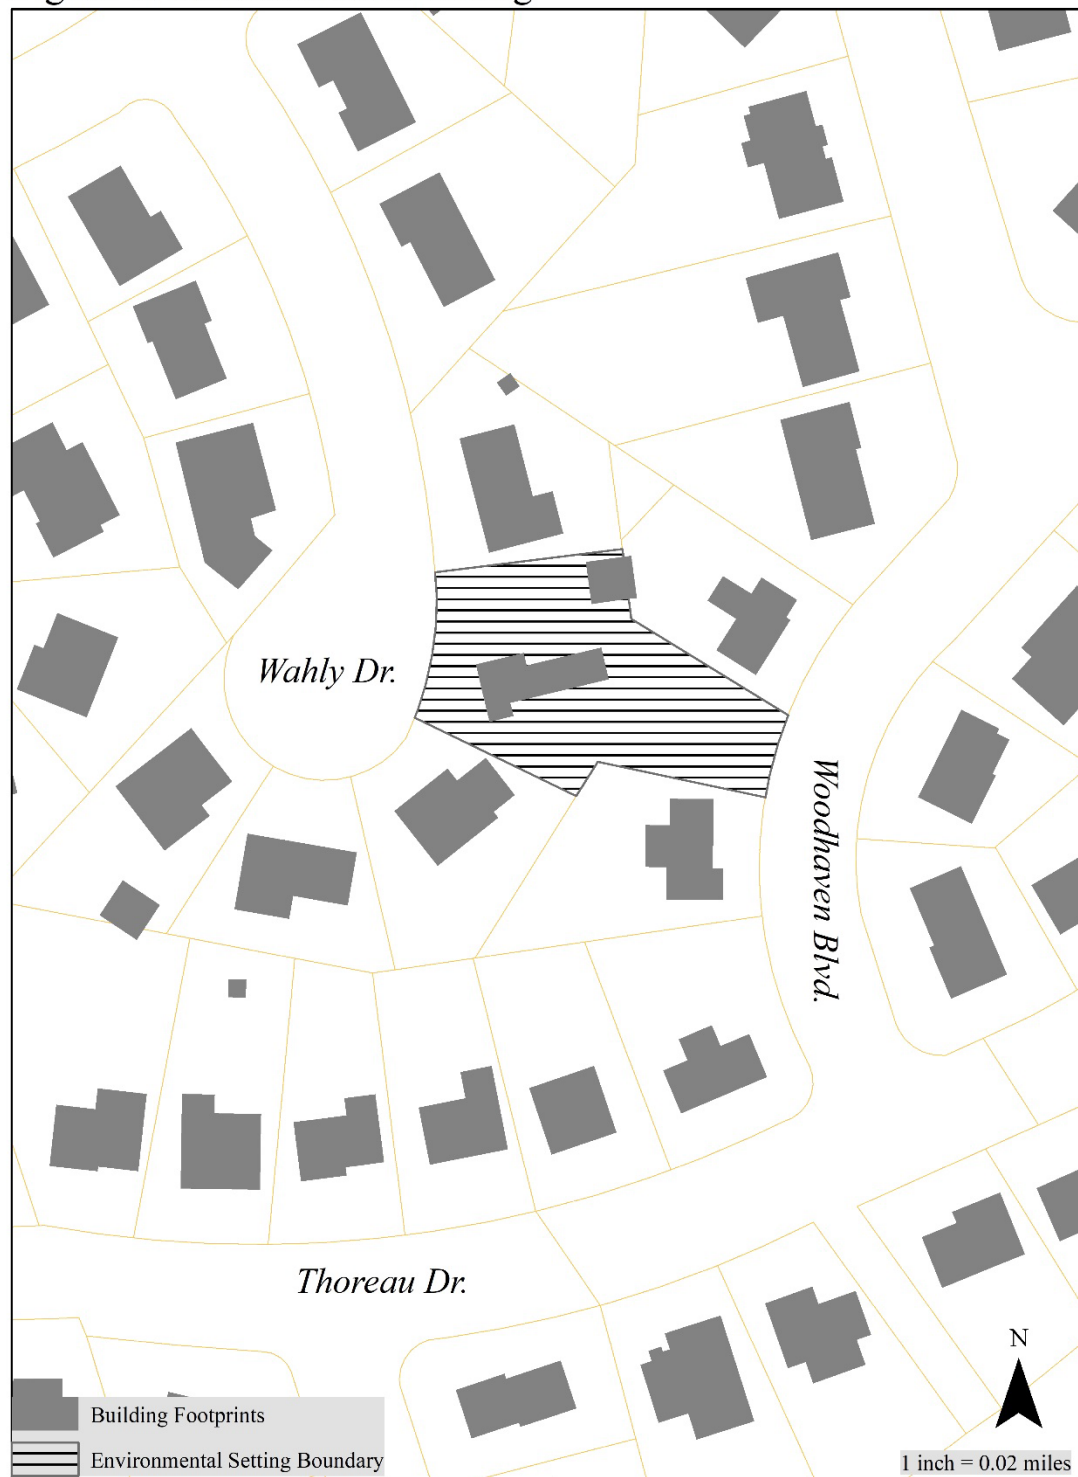 Wahly Dr.
Woodhaven Blvd.
Thoreau Dr.
N
Building Footprints
Environmental Setting Boundary
1 inch = 0.02 miles